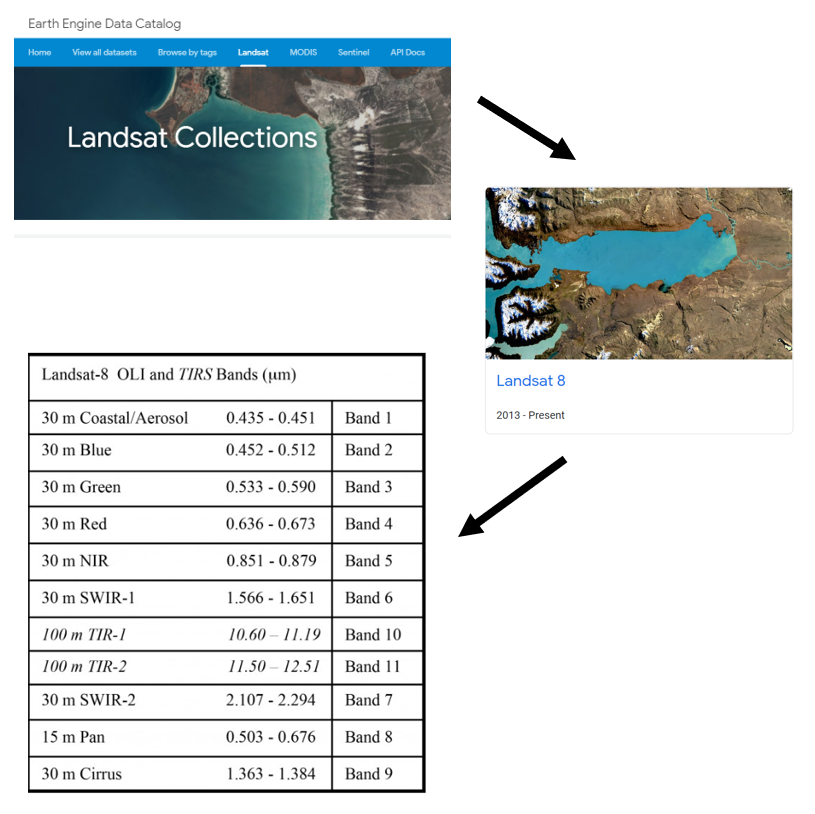 Earth Engine Data Catalog
Home View all datasets Browse by tags Landsat MODIS Sentinel API Docs
Landsat Collections
Landsat 8
2013 - Present
Landsat-8 OLI and TIRS Bands (μm)
30 m Coastal/Aerosol 0.435 - 0.451 Band 1
30 m Blue 0.452 - 0.512 Band 2
30 m Green 0.533 - 0.590 Band 3
30 m Red 0.636 - 0.673 Band 4
30 m NIR 0.851 - 0.879 Band 5
30 m SWIR-1 1.566 - 1.651 Band 6
100 m TIR-1 10.60 – 11.19 Band 10
100 m TIR-2 11.50 – 12.51 Band 11
30 m SWIR-2 2.107 - 2.294 Band 7
15 m Pan 0.503 - 0.676 Band 8
30 m Cirrus 1.363 - 1.384 Band 9